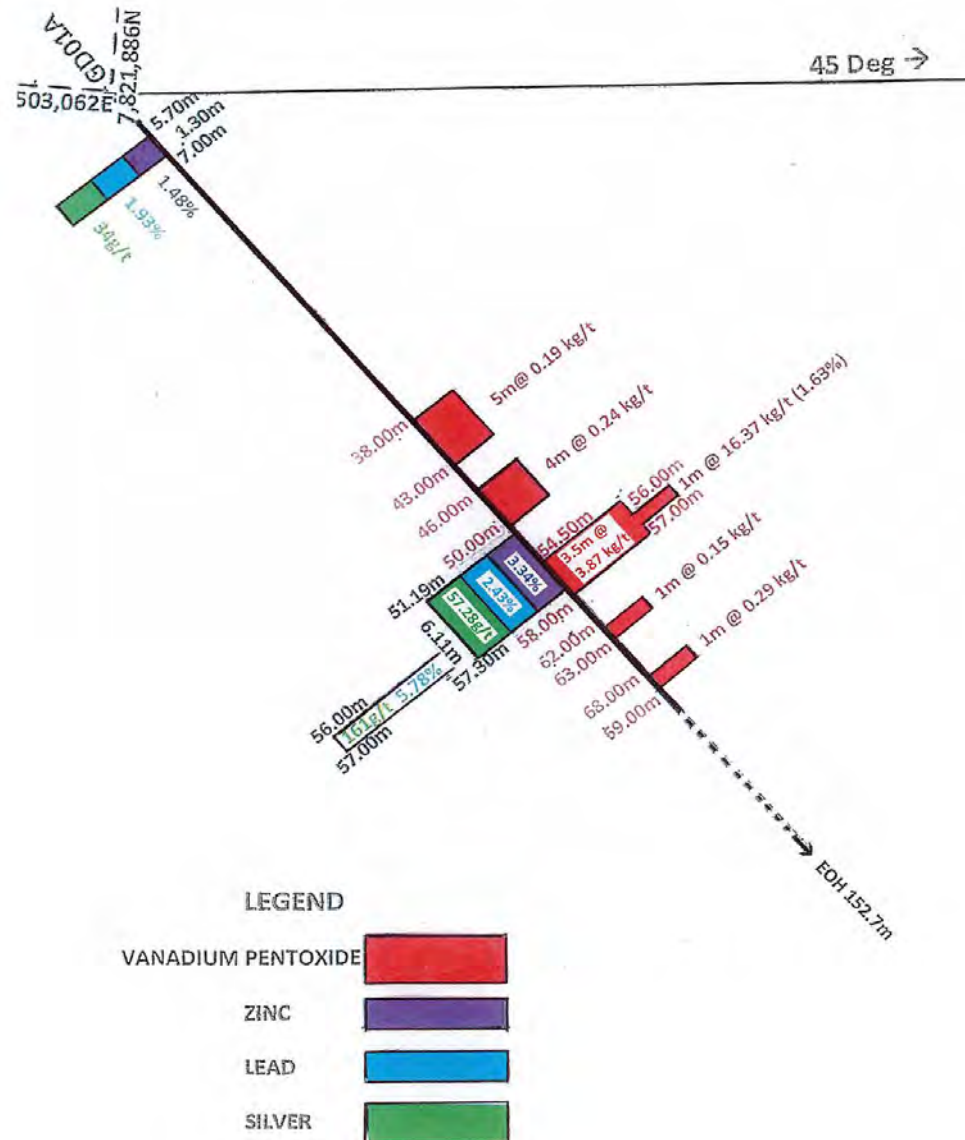 GD01A
7,821,886N
503,062E
45 Deg →
5.70m
1.30m
7.00m
1.48%
1.93%
34g/t
38.00m
5m@ 0.19 kg/t
43.00m
46.00m
4m @ 0.24 kg/t
50.00m
54.50m
3.5m @
3.87 kg/t
56.00m
1m @ 16.37 kg/t (1.63%)
57.00m
3.34%
2.43%
57.28g/t
51.19m
6.11m
57.30m
58.00m
56.00m
161g/t 5.78%
57.00m
62.00m
1m @ 0.15 kg/t
63.00m
68.00m
1m @ 0.29 kg/t
69.00m
EOH 152.7m
LEGEND
VANADIUM PENTOXIDE
ZINC
LEAD
SILVER